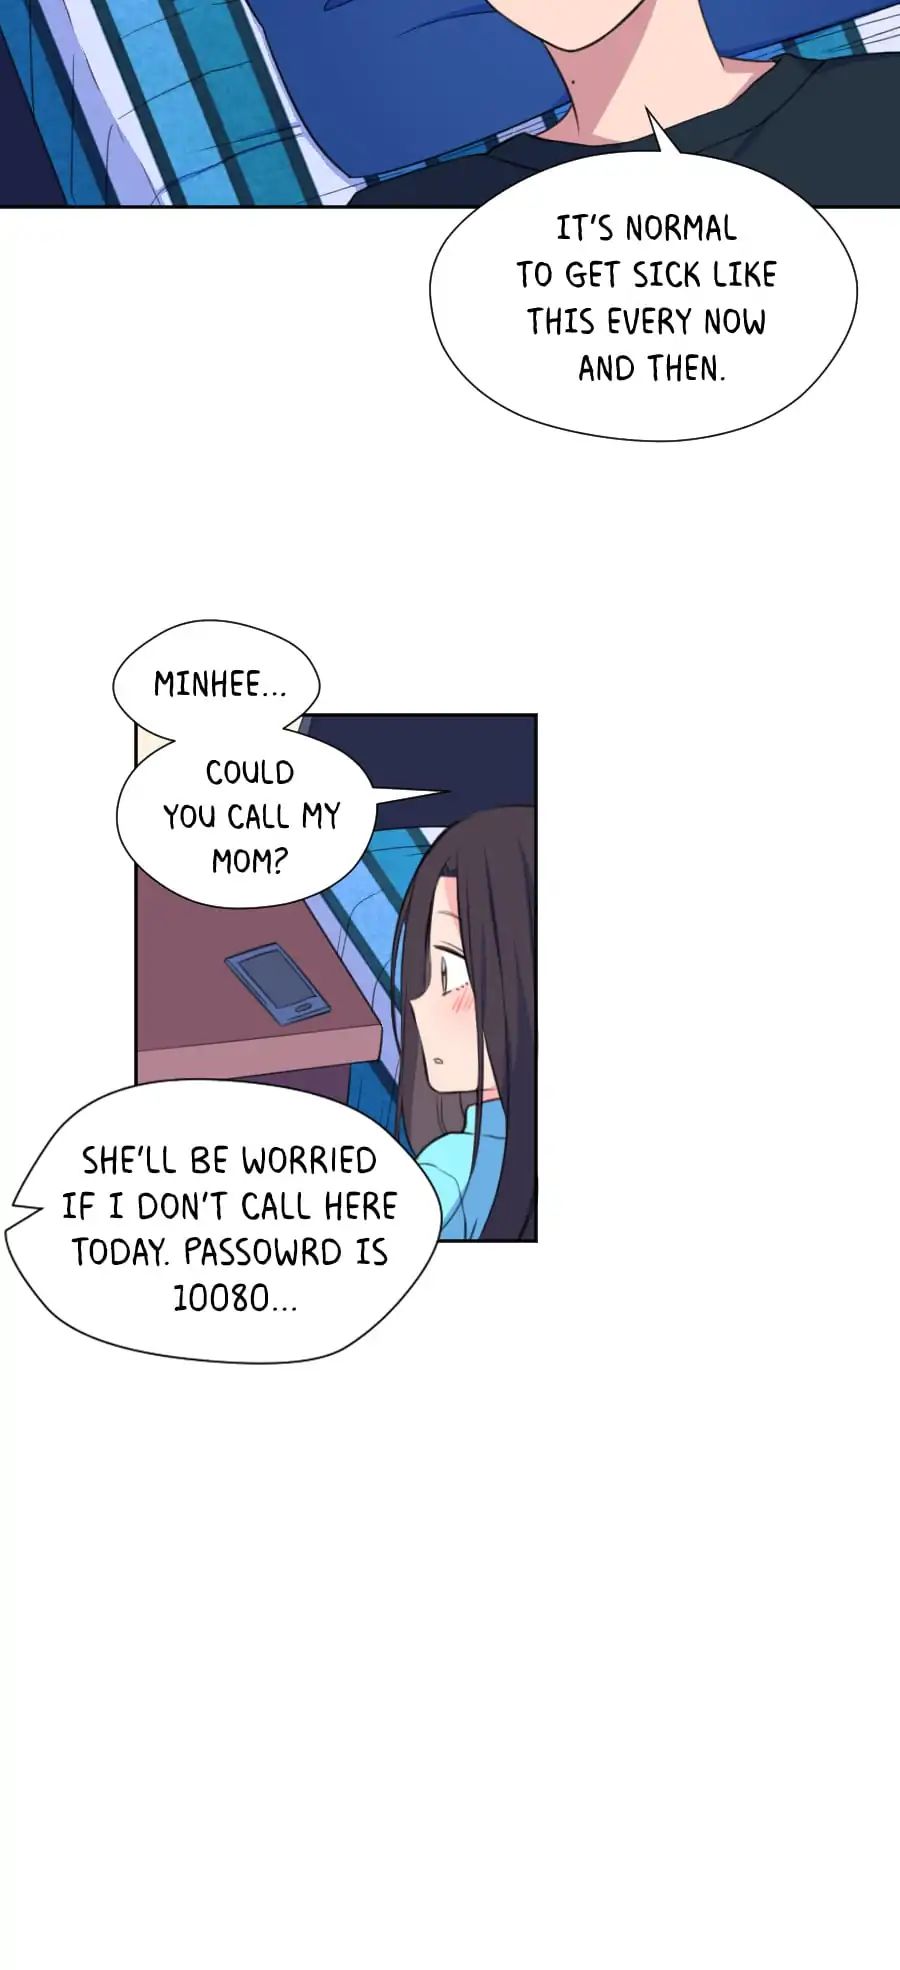 IT'S NORMAL
TO GET SICK LIKE
THIS EVERY NOW
AND THEN.
MINHEE...
COULD
YOU CALL MY
MOM?
SHE'LL BE WORRIED
IF I DON'T CALL HERE
TODAY. PASSOWRD IS
10080...